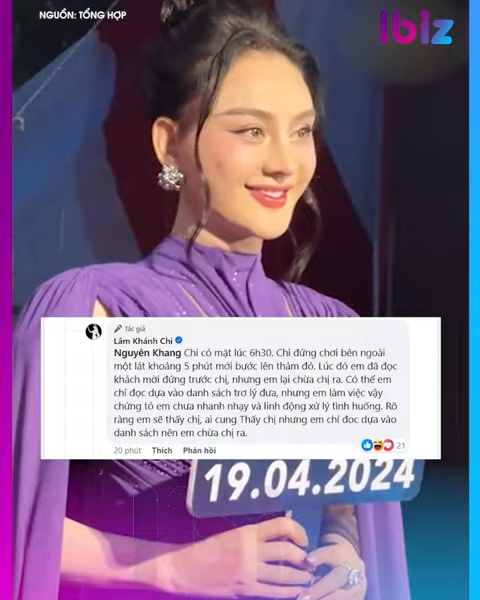 NGUỒN: TỔNG HỢP
Ibiz
Tác giả
Lâm Khánh Chi
Nguyên Khang Chị có mặt lúc 6h30. Chị đứng chơi bên ngoài
một lát khoảng 5 phút mới bước lên thảm đỏ. Lúc đó em đã đọc
khách mời đứng trước chị, nhưng em lại chừa chị ra. Có thể em
chỉ đọc dựa vào danh sách trợ lý đưa, nhưng em làm việc vậy
chứng tỏ em chưa nhanh nhạy và linh động xử lý tình huống. Rõ
ràng em sẽ thấy chị, ai cung Thấy chị nhưng em chỉ đoc dựa vào
danh sách nên em chừa chị ra.
20 phút Thích Phản hồi
21
19.04.2024